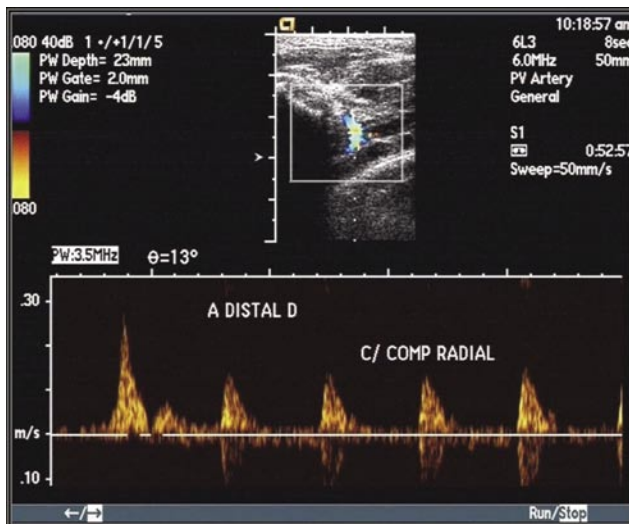 10:18:57 am
.080 40dB 1 •/+1/1/ 5
PW Depth= 23mm
PW Gate= 2.0mm
PW Gain= -4dB
6L3 8sec
6.0MHz 50mm
PV Artery
General
S1
0:52:57
Sweep=50mm/s
.080
PW:3.5MHz θ=13°
.30
A DISTAL D
C/ COMP RADIAL
m/s
.10
←/→ Run/Stop